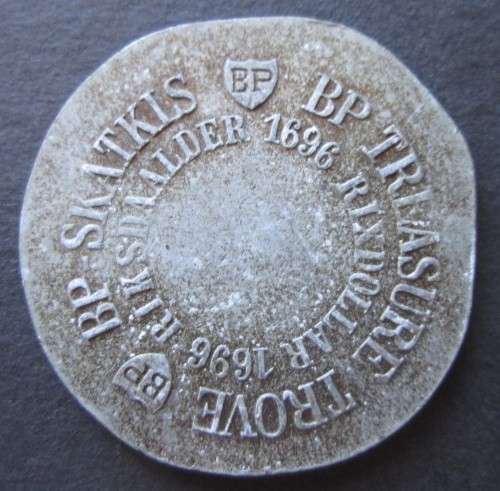 BP
BP TREASURE TROVE
BP
BP SKATKIS
RIKSDAALDER 1696
RIXDOLLAR 1696